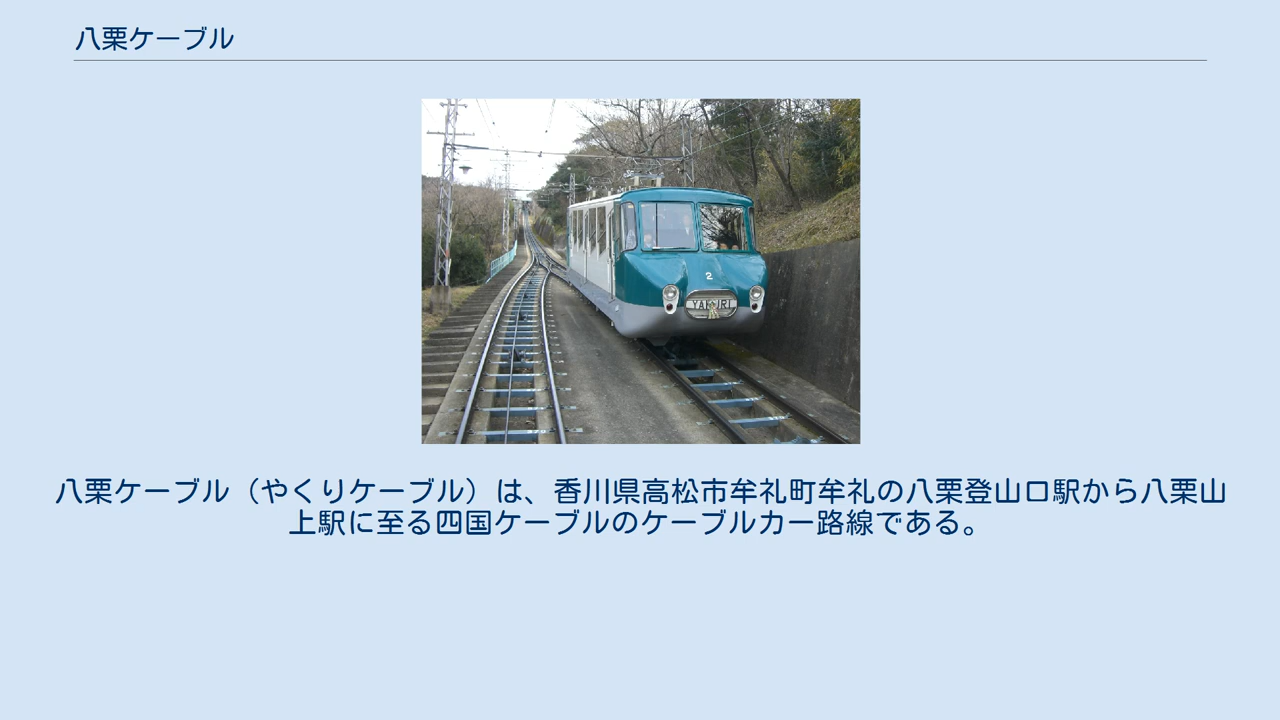 八栗ケーブル
2
YAKURI
八栗ケーブル（やくりケーブル）は、香川県高松市牟礼町牟礼の八栗登山口駅から八栗山
上駅に至る四国ケーブルのケーブルカー路線である。